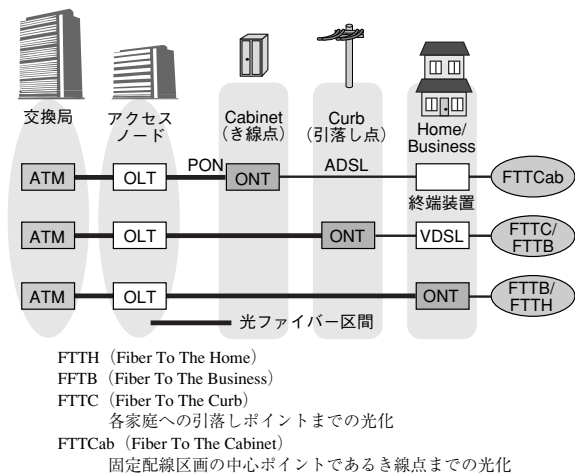 交換局
アクセス
ノード
Cabinet
(き線点)
Curb
(引落し点)
Home/
Business
ATM
OLT
PON
ONT
ADSL
終端装置
FTTCab
ATM
OLT
ONT
VDSL
FTTC/
FTTB
ATM
OLT
ONT
FTTB/
FTTH
光ファイバー区間
FTTH(Fiber To The Home)
FFTB(Fiber To The Business)
FTTC(Fiber To The Curb)
各家庭への引落しポイントまでの光化
FTTCab(Fiber To The Cabinet)
固定配線区画の中心ポイントであるき線点までの光化